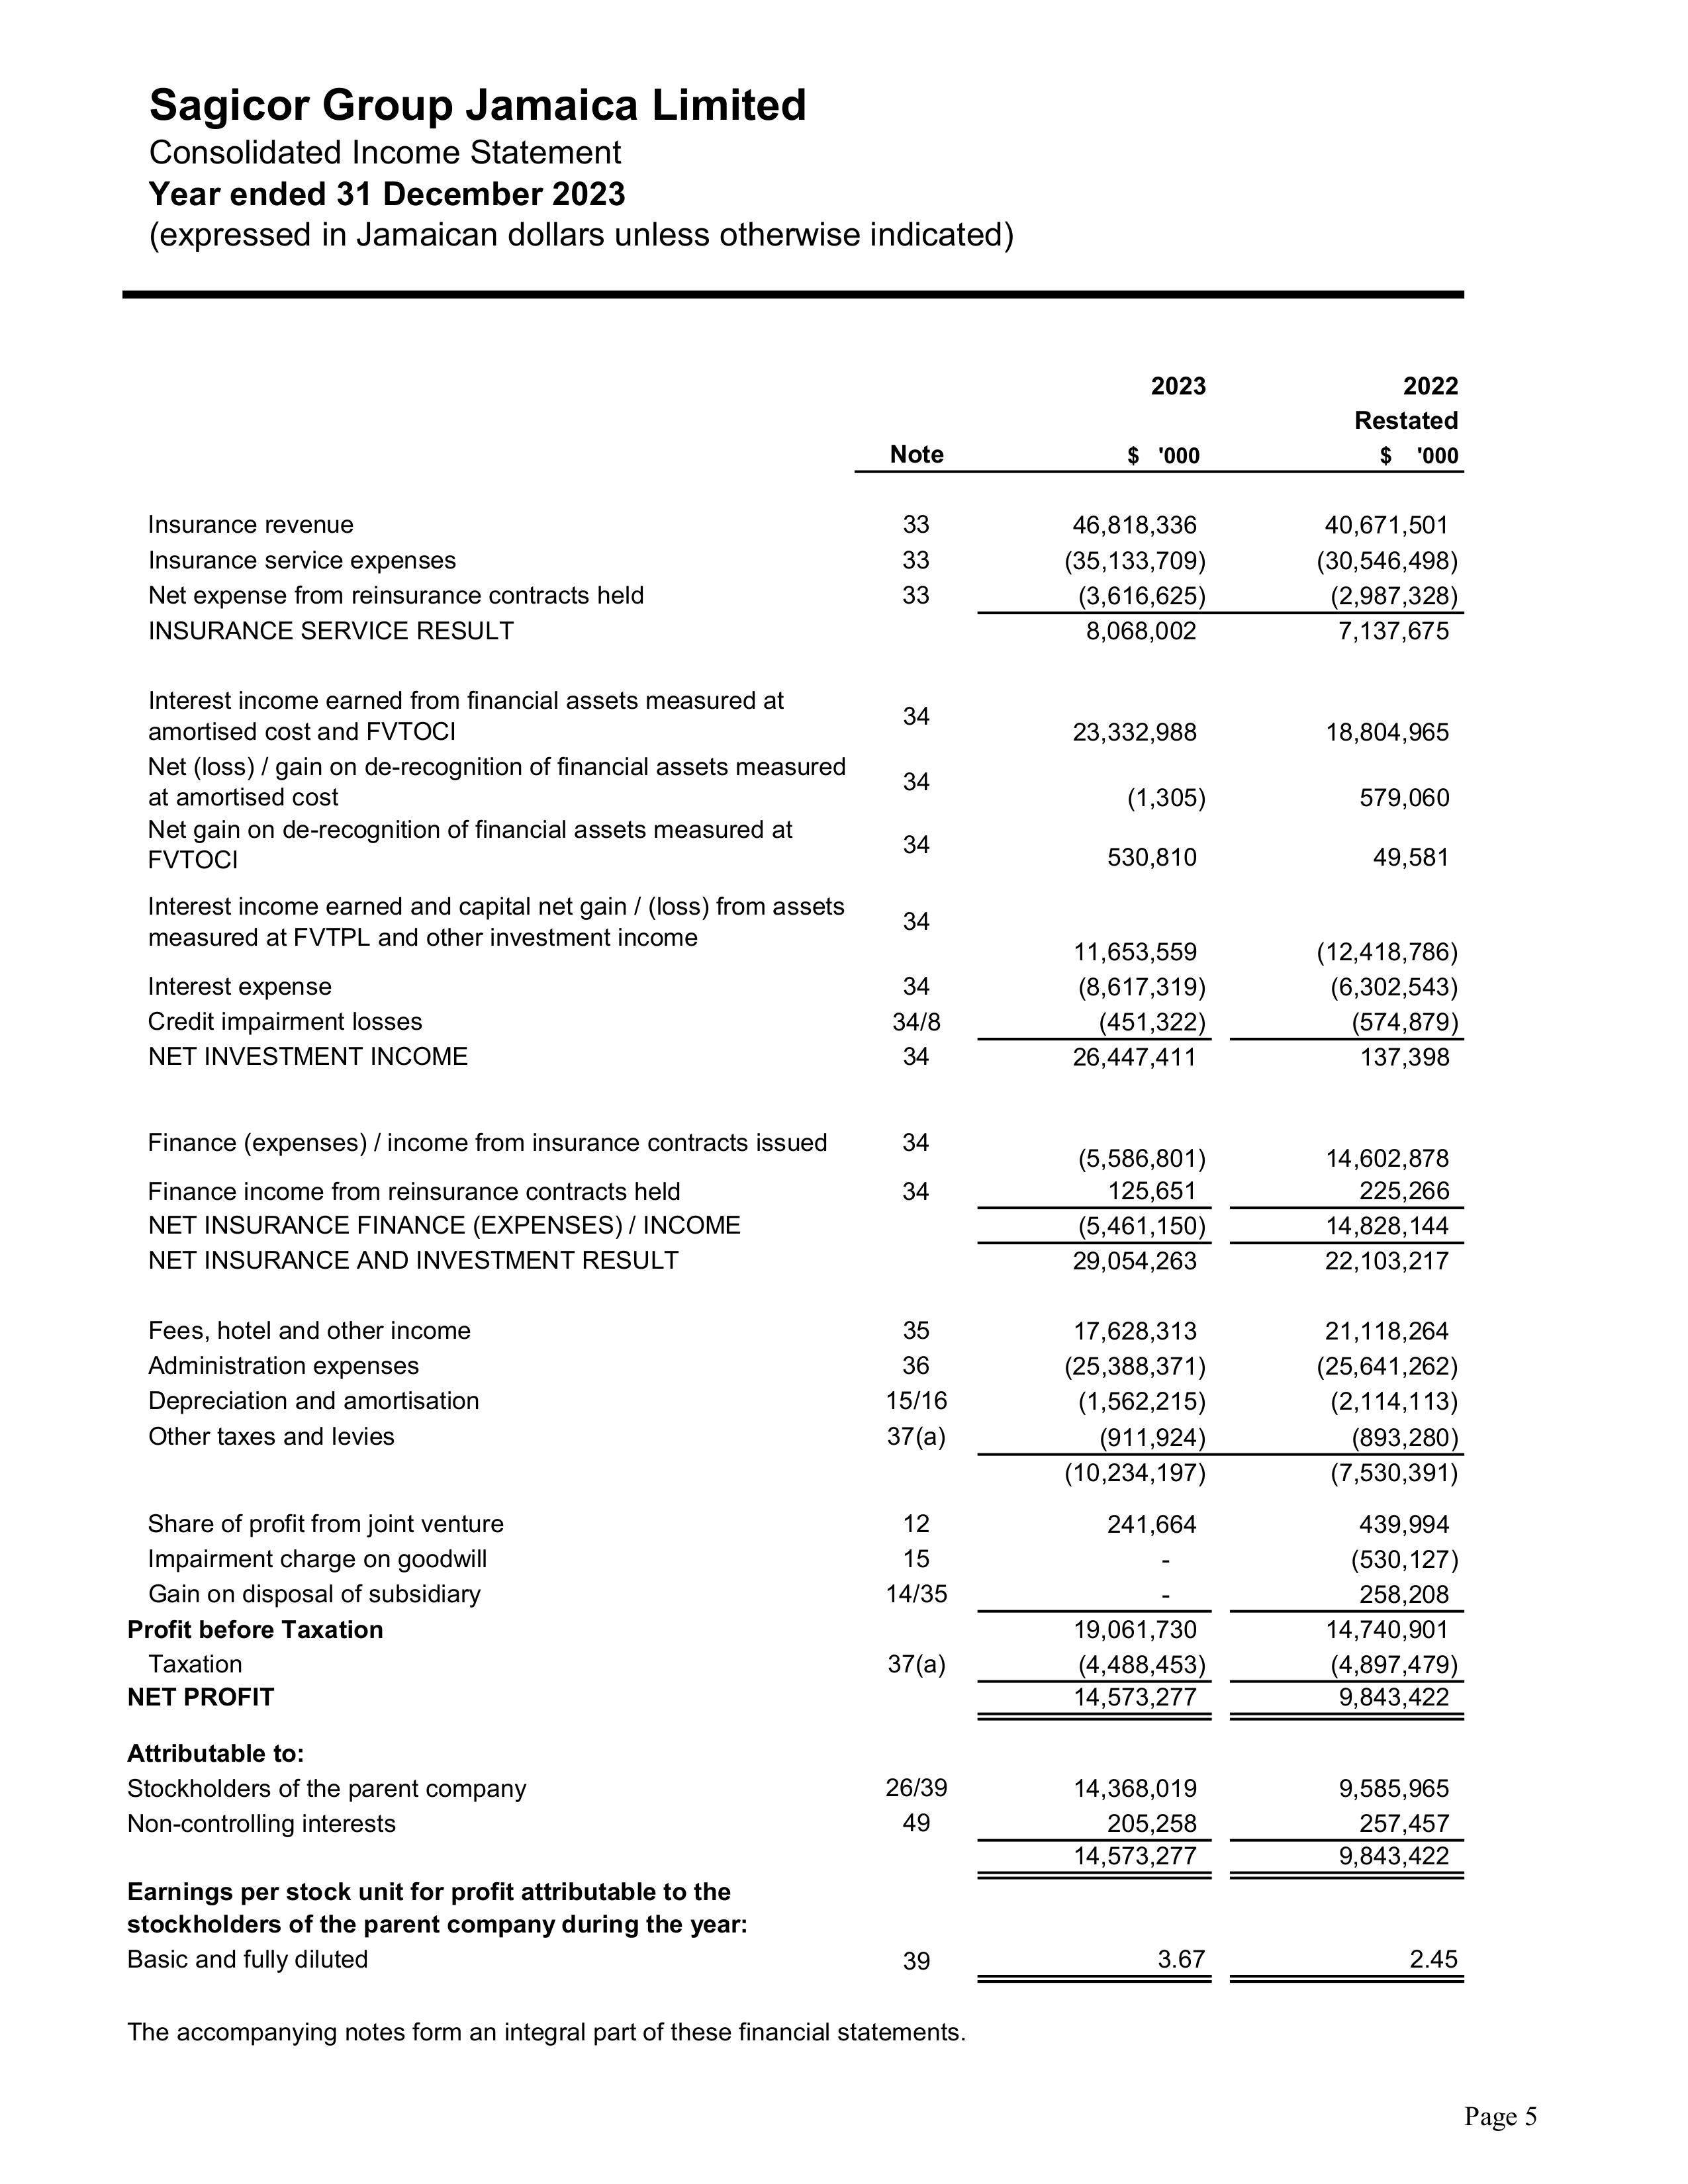 Sagicor Group Jamaica Limited
Consolidated Income Statement
Year ended 31 December 2023
(expressed in Jamaican dollars unless otherwise indicated)
2023 2022
Restated
Note $ '000 $ '000
Insurance revenue 33 46,818,336 40,671,501
Insurance service expenses 33 (35,133,709) (30,546,498)
Net expense from reinsurance contracts held 33 (3,616,625) (2,987,328)
INSURANCE SERVICE RESULT 8,068,002 7,137,675
Interest income earned from financial assets measured at
amortised cost and FVTOCI 34 23,332,988 18,804,965
Net (loss) / gain on de-recognition of financial assets measured
at amortised cost 34 (1,305) 579,060
Net gain on de-recognition of financial assets measured at
FVTOCI 34 530,810 49,581
Interest income earned and capital net gain / (loss) from assets
measured at FVTPL and other investment income 34 11,653,559 (12,418,786)
Interest expense 34 (8,617,319) (6,302,543)
Credit impairment losses 34/8 (451,322) (574,879)
NET INVESTMENT INCOME 34 26,447,411 137,398
Finance (expenses) / income from insurance contracts issued 34 (5,586,801) 14,602,878
Finance income from reinsurance contracts held 34 125,651 225,266
NET INSURANCE FINANCE (EXPENSES) / INCOME (5,461,150) 14,828,144
NET INSURANCE AND INVESTMENT RESULT 29,054,263 22,103,217
Fees, hotel and other income 35 17,628,313 21,118,264
Administration expenses 36 (25,388,371) (25,641,262)
Depreciation and amortisation 15/16 (1,562,215) (2,114,113)
Other taxes and levies 37(a) (911,924) (893,280)
(10,234,197) (7,530,391)
Share of profit from joint venture 12 241,664 439,994
Impairment charge on goodwill 15 - (530,127)
Gain on disposal of subsidiary 14/35 - 258,208
Profit before Taxation 19,061,730 14,740,901
Taxation 37(a) (4,488,453) (4,897,479)
NET PROFIT 14,573,277 9,843,422
Attributable to:
Stockholders of the parent company 26/39 14,368,019 9,585,965
Non-controlling interests 49 205,258 257,457
14,573,277 9,843,422
Earnings per stock unit for profit attributable to the
stockholders of the parent company during the year:
Basic and fully diluted 39 3.67 2.45
The accompanying notes form an integral part of these financial statements.
Page 5